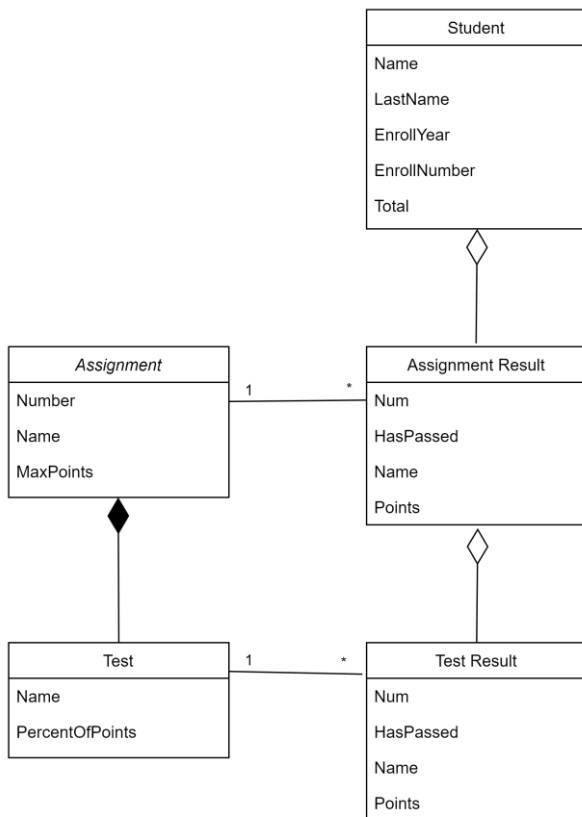 Student
Name
LastName
EnrollYear
EnrollNumber
Total
Assignment
Number
Name
MaxPoints
1
*
Assignment Result
Num
HasPassed
Name
Points
Test
Name
PercentOfPoints
1
*
Test Result
Num
HasPassed
Name
Points